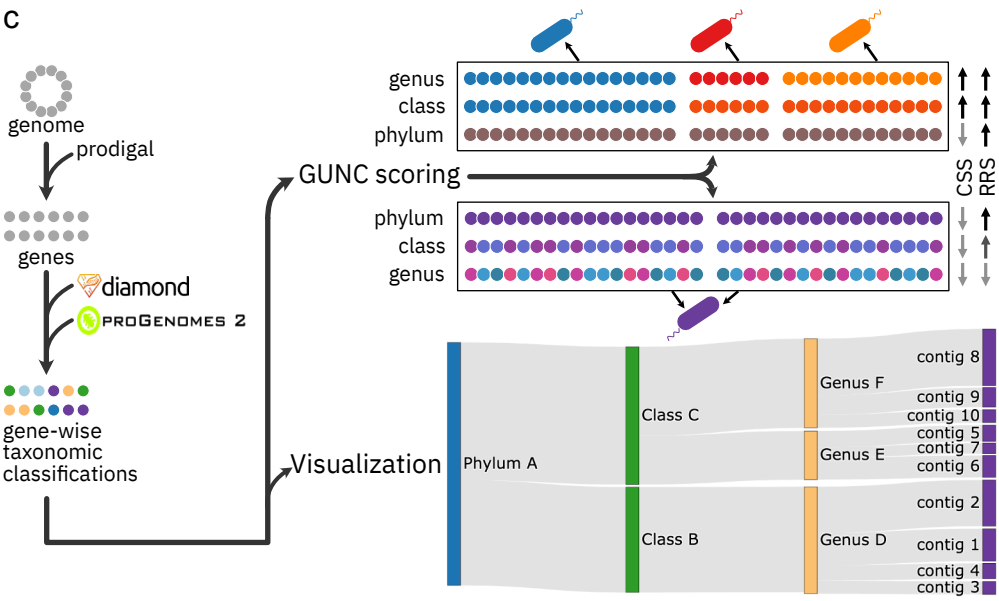 C
genome
prodigal
genes
diamond
PROGENOMES 2
gene-wise
taxonomic
classifications
GUNC scoring
Visualization
genus
class
phylum
phylum
class
genus
CSS
RRS
Phylum A
Class C
Class B
Genus F
Genus E
Genus D
contig 8
contig 9
contig 10
contig 5
contig 7
contig 6
contig 2
contig 1
contig 4
contig 3